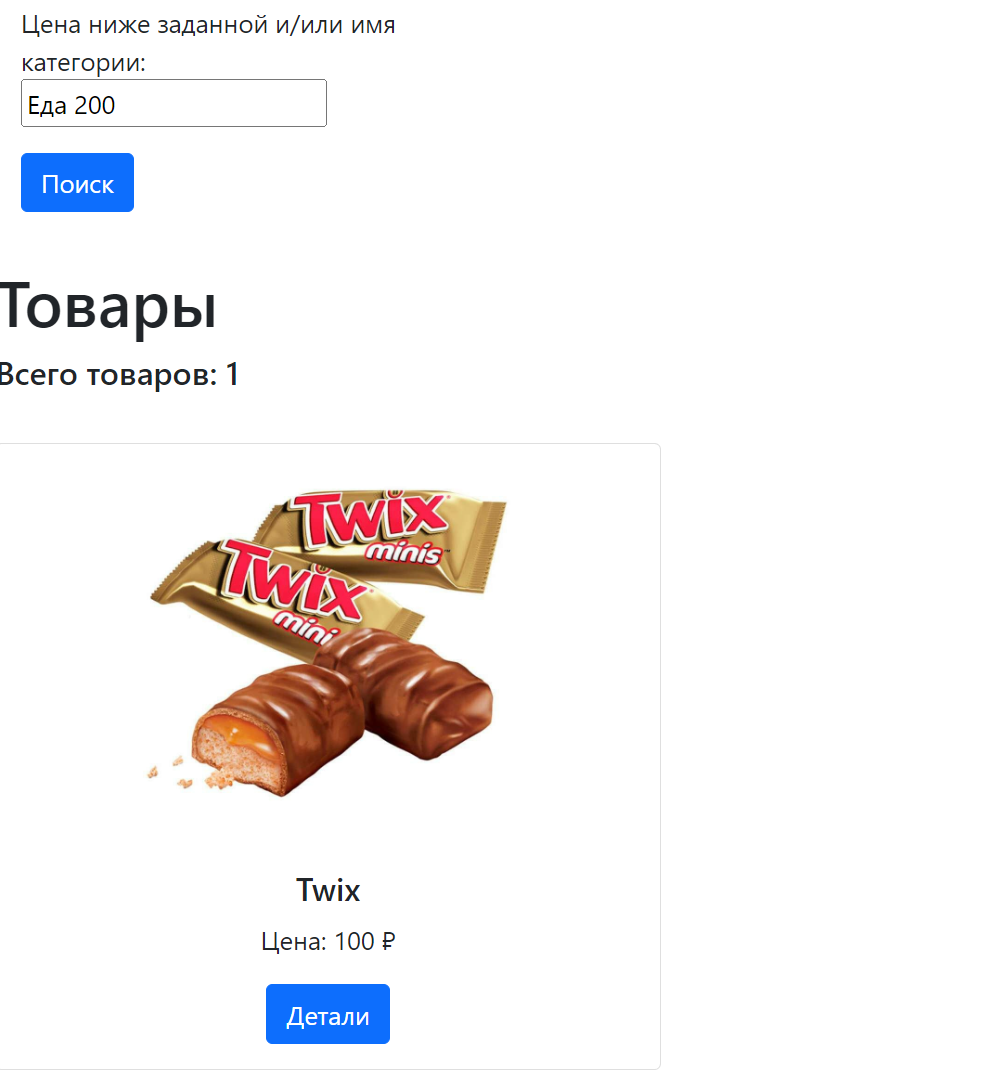 Цена ниже заданной и/или имя
категории:
Еда 200
Поиск
Товары
Всего товаров: 1
Twix
minis
Twix
mini
Twix
Цена: 100 ₽
Детали